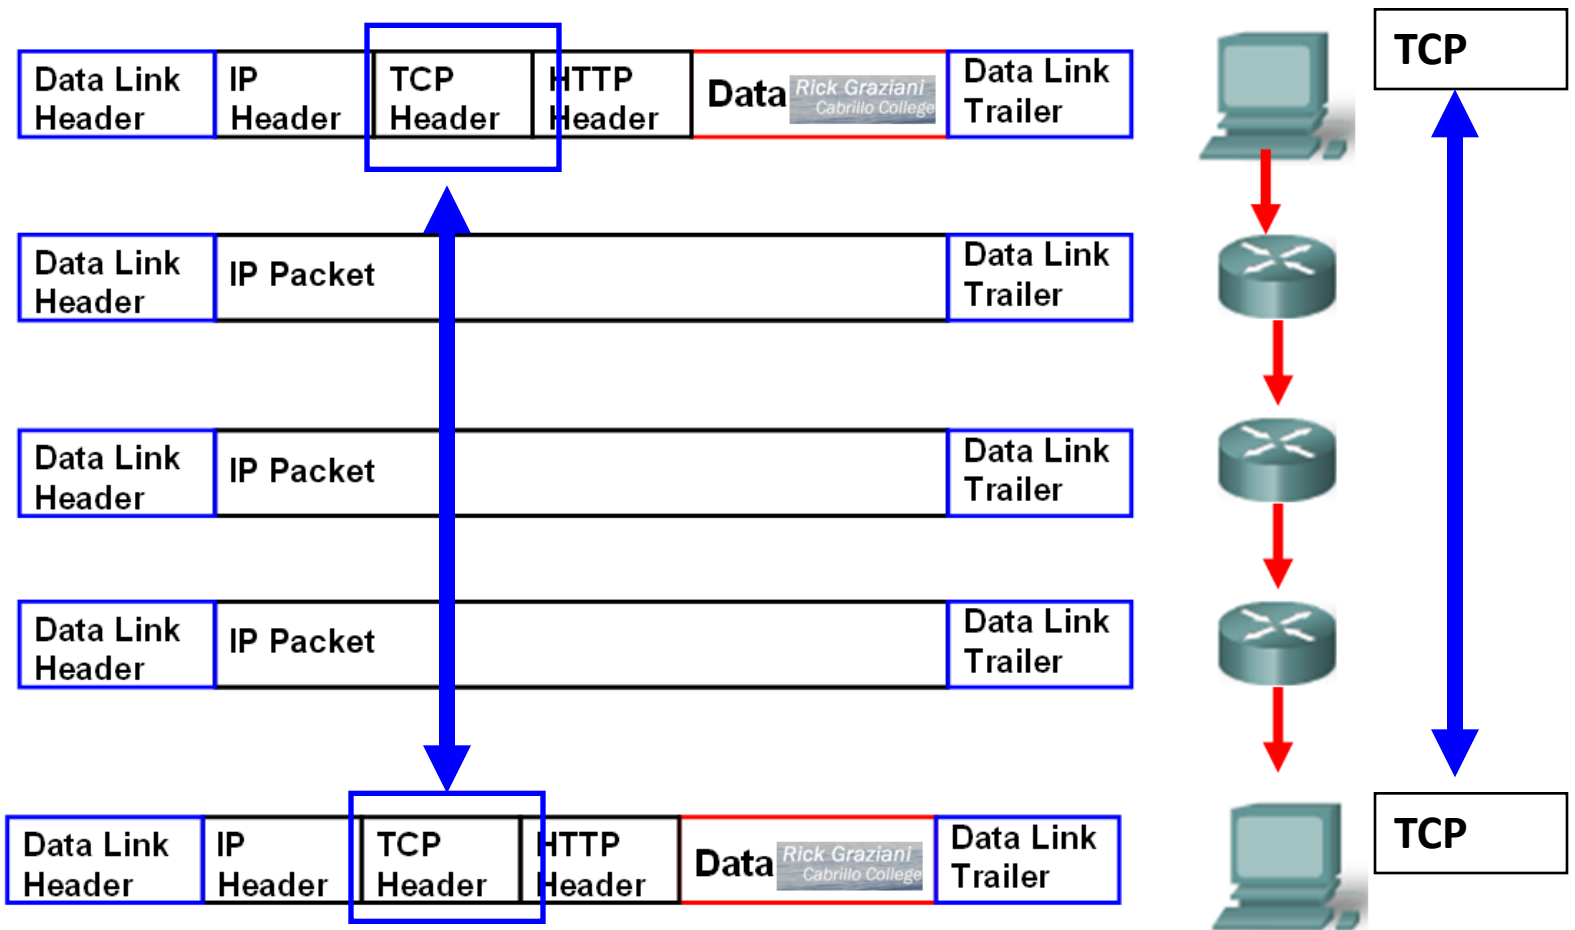 Data Link
Header
IP
Header
TCP
Header
HTTP
Header
Data
Rick Graziani
Cabrillo College
Data Link
Trailer
TCP
Data Link
Header
IP Packet
Data Link
Trailer
Data Link
Header
IP Packet
Data Link
Trailer
Data Link
Header
IP Packet
Data Link
Trailer
Data Link
Header
IP
Header
TCP
Header
HTTP
Header
Data
Rick Graziani
Cabrillo College
Data Link
Trailer
TCP